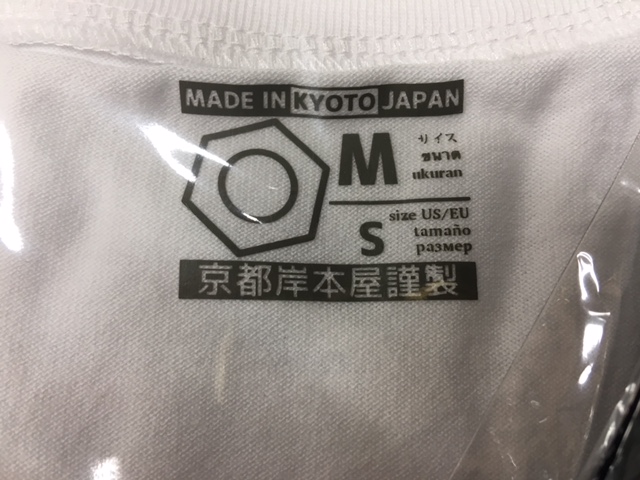 MADE IN KYOTO JAPAN
M
サイズ
ขนาด
ukuran
S
size US/EU
tamaño
размер
京都岸本屋謹製